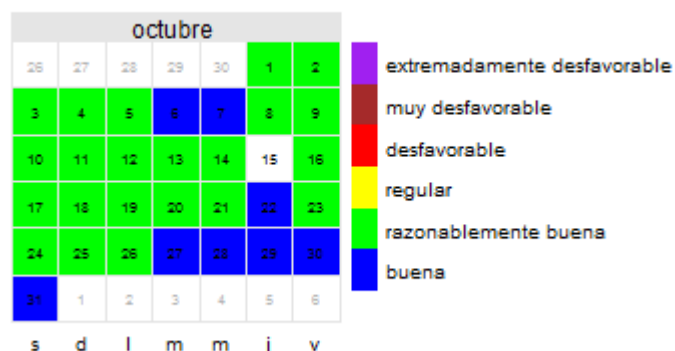 octubre
26 27 28 29 30 1 2
3 4 5 6 7 8 9
10 11 12 13 14 15 16
17 18 19 20 21 22 23
24 25 26 27 28 29 30
31 1 2 3 4 5 6
s d l m m j v
extremadamente desfavorable
muy desfavorable
desfavorable
regular
razonablemente buena
buena